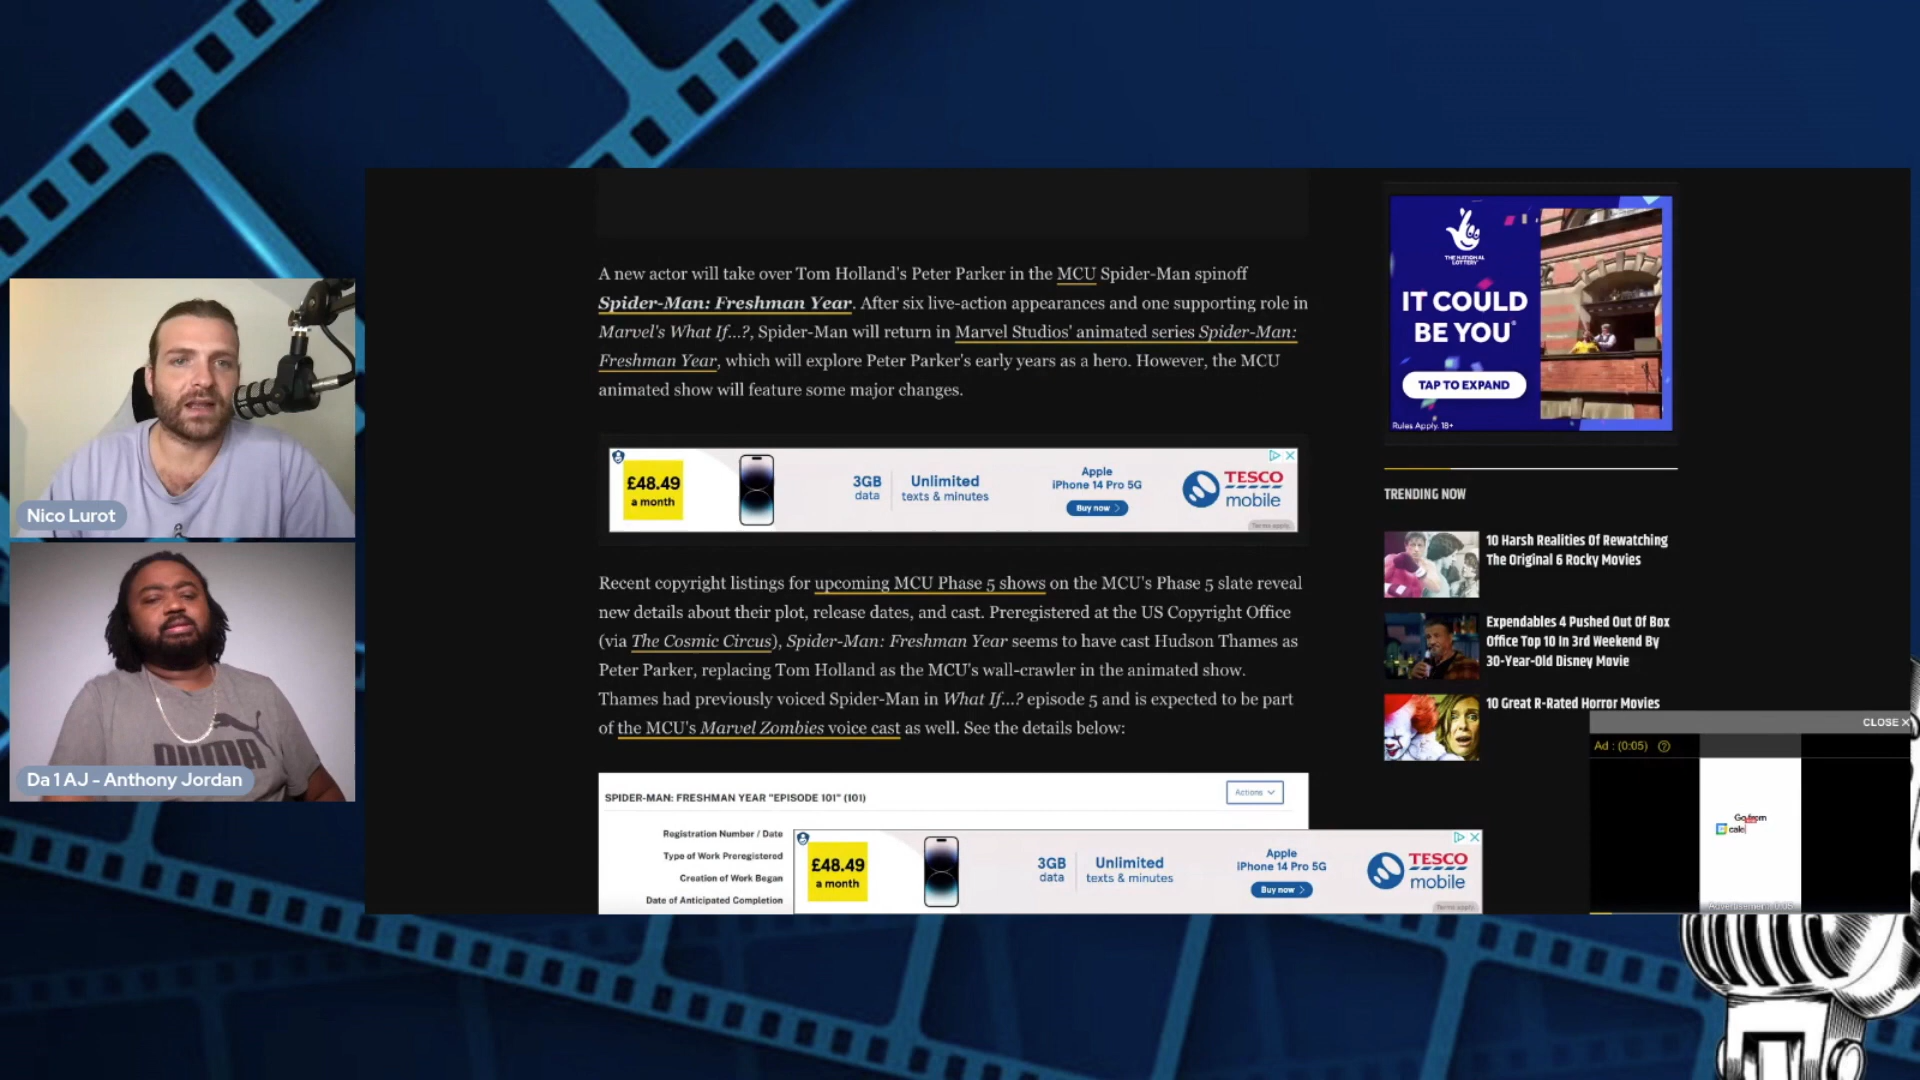 A new actor will take over Tom Holland's Peter Parker in the MCU Spider-Man spinoff
Spider-Man: Freshman Year. After six live-action appearances and one supporting role in
Marvel's What If...?, Spider-Man will return in Marvel Studios' animated series Spider-Man:
Freshman Year, which will explore Peter Parker's early years as a hero. However, the MCU
animated show will feature some major changes.
£48.49
a month
3GB
data
Unlimited
texts & minutes
Apple
iPhone 14 Pro 5G
Buy now
TESCO
mobile
Terms apply
Recent copyright listings for upcoming MCU Phase 5 shows on the MCU's Phase 5 slate reveal
new details about their plot, release dates, and cast. Preregistered at the US Copyright Office
(via The Cosmic Circus), Spider-Man: Freshman Year seems to have cast Hudson Thames as
Peter Parker, replacing Tom Holland as the MCU's wall-crawler in the animated show.
Thames had previously voiced Spider-Man in What If...? episode 5 and is expected to be part
of the MCU's Marvel Zombies voice cast as well. See the details below:
SPIDER-MAN: FRESHMAN YEAR "EPISODE 101" (101)
Actions
Registration Number / Date
Type of Work Preregistered
Creation of Work Began
Date of Anticipated Completion
£48.49
a month
3GB
data
Unlimited
texts & minutes
Apple
iPhone 14 Pro 5G
Buy now
TESCO
mobile
Terms apply
THE NATIONAL
LOTTERY
IT COULD
BE YOU
TAP TO EXPAND
Rules Apply. 18+
TRENDING NOW
10 Harsh Realities Of Rewatching
The Original 6 Rocky Movies
Expendables 4 Pushed Out Of Box
Office Top 10 In 3rd Weekend By
30-Year-Old Disney Movie
10 Great R-Rated Horror Movies
CLOSE X
Ad : (0:05)
Go from
cale
Advertisement: 0:05
Nico Lurot
PUMA
Da 1 AJ - Anthony Jordan